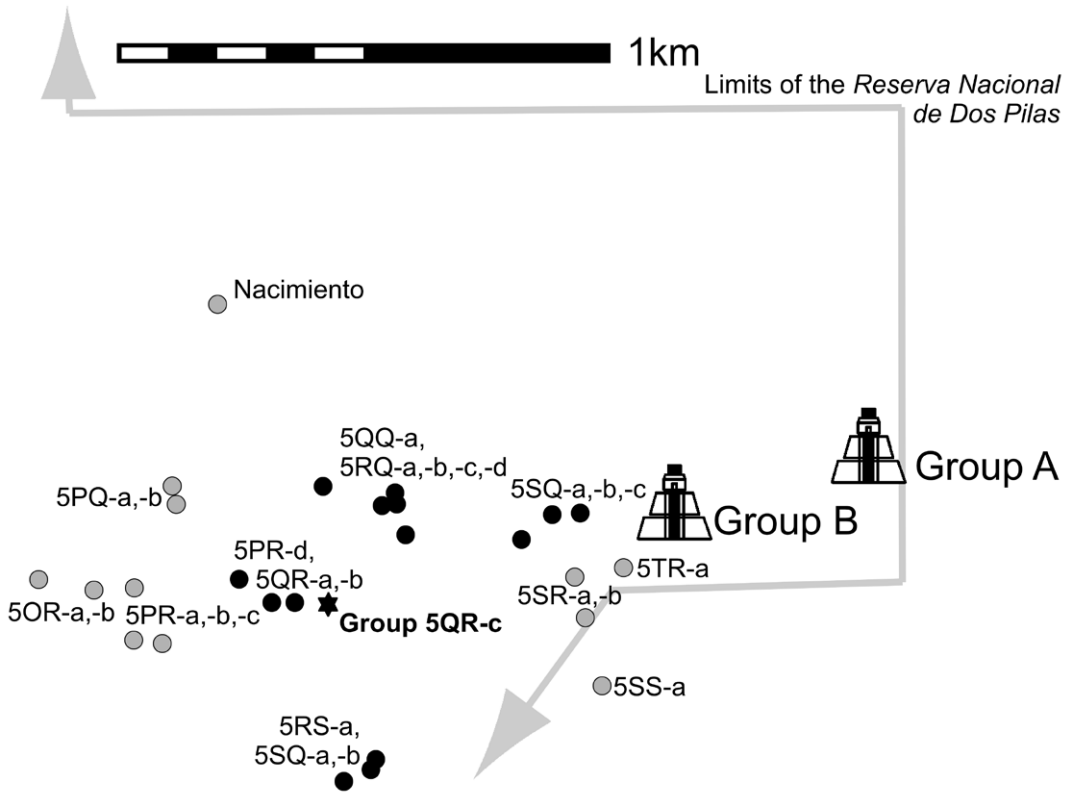 1km
Limits of the Reserva Nacional
de Dos Pilas
Nacimiento
5QQ-a,
5RQ-a,-b,-c,-d
Group A
5PQ-a,-b
5SQ-a,-b,-c
Group B
5PR-d,
5QR-a,-b
5TR-a
5OR-a,-b
5PR-a,-b,-c
5SR-a,-b
Group 5QR-c
5SS-a
5RS-a,
5SQ-a,-b